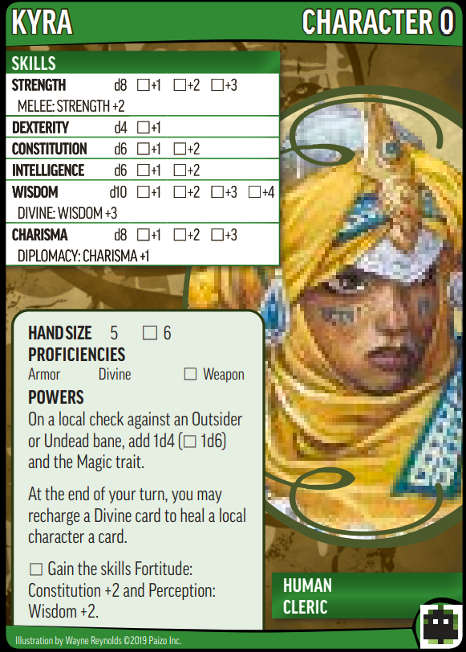 KYRA
CHARACTER 0
SKILLS
STRENGTH d8 ☐+1 ☐+2 ☐+3
MELEE: STRENGTH +2
DEXTERITY d4 ☐+1
CONSTITUTION d6 ☐+1 ☐+2
INTELLIGENCE d6 ☐+1 ☐+2
WISDOM d10 ☐+1 ☐+2 ☐+3 ☐+4
DIVINE: WISDOM +3
CHARISMA d8 ☐+1 ☐+2 ☐+3
DIPLOMACY: CHARISMA +1
HAND SIZE 5 ☐ 6
PROFICIENCIES
Armor Divine ☐ Weapon
POWERS
On a local check against an Outsider
or Undead bane, add 1d4 (☐ 1d6)
and the Magic trait.
At the end of your turn, you may
recharge a Divine card to heal a local
character a card.
☐ Gain the skills Fortitude:
Constitution +2 and Perception:
Wisdom +2.
HUMAN
CLERIC
Illustration by Wayne Reynolds ©2019 Paizo Inc.